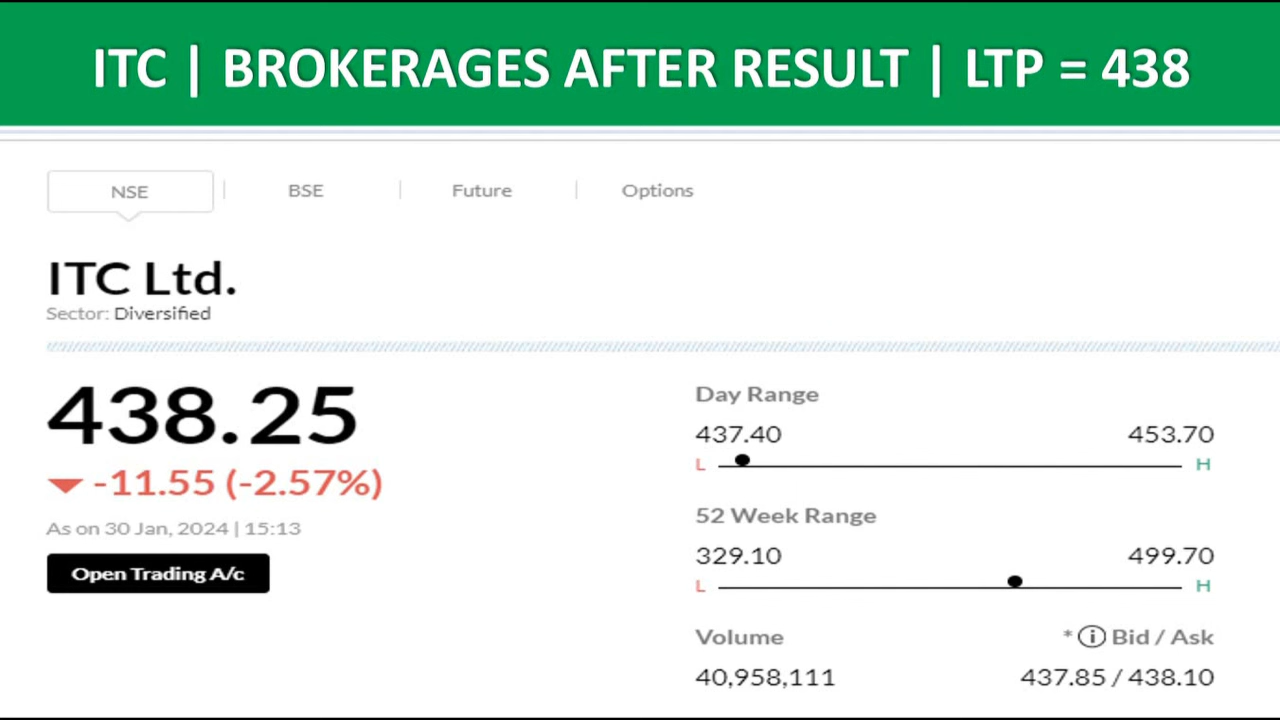 ITC | BROKERAGES AFTER RESULT | LTP = 438
NSE BSE Future Options
ITC Ltd.
Sector: Diversified
438.25
-11.55 (-2.57%)
As on 30 Jan, 2024 | 15:13
Open Trading A/c
Day Range
437.40 453.70
L H
52 Week Range
329.10 499.70
L H
Volume * i Bid / Ask
40,958,111 437.85 / 438.10